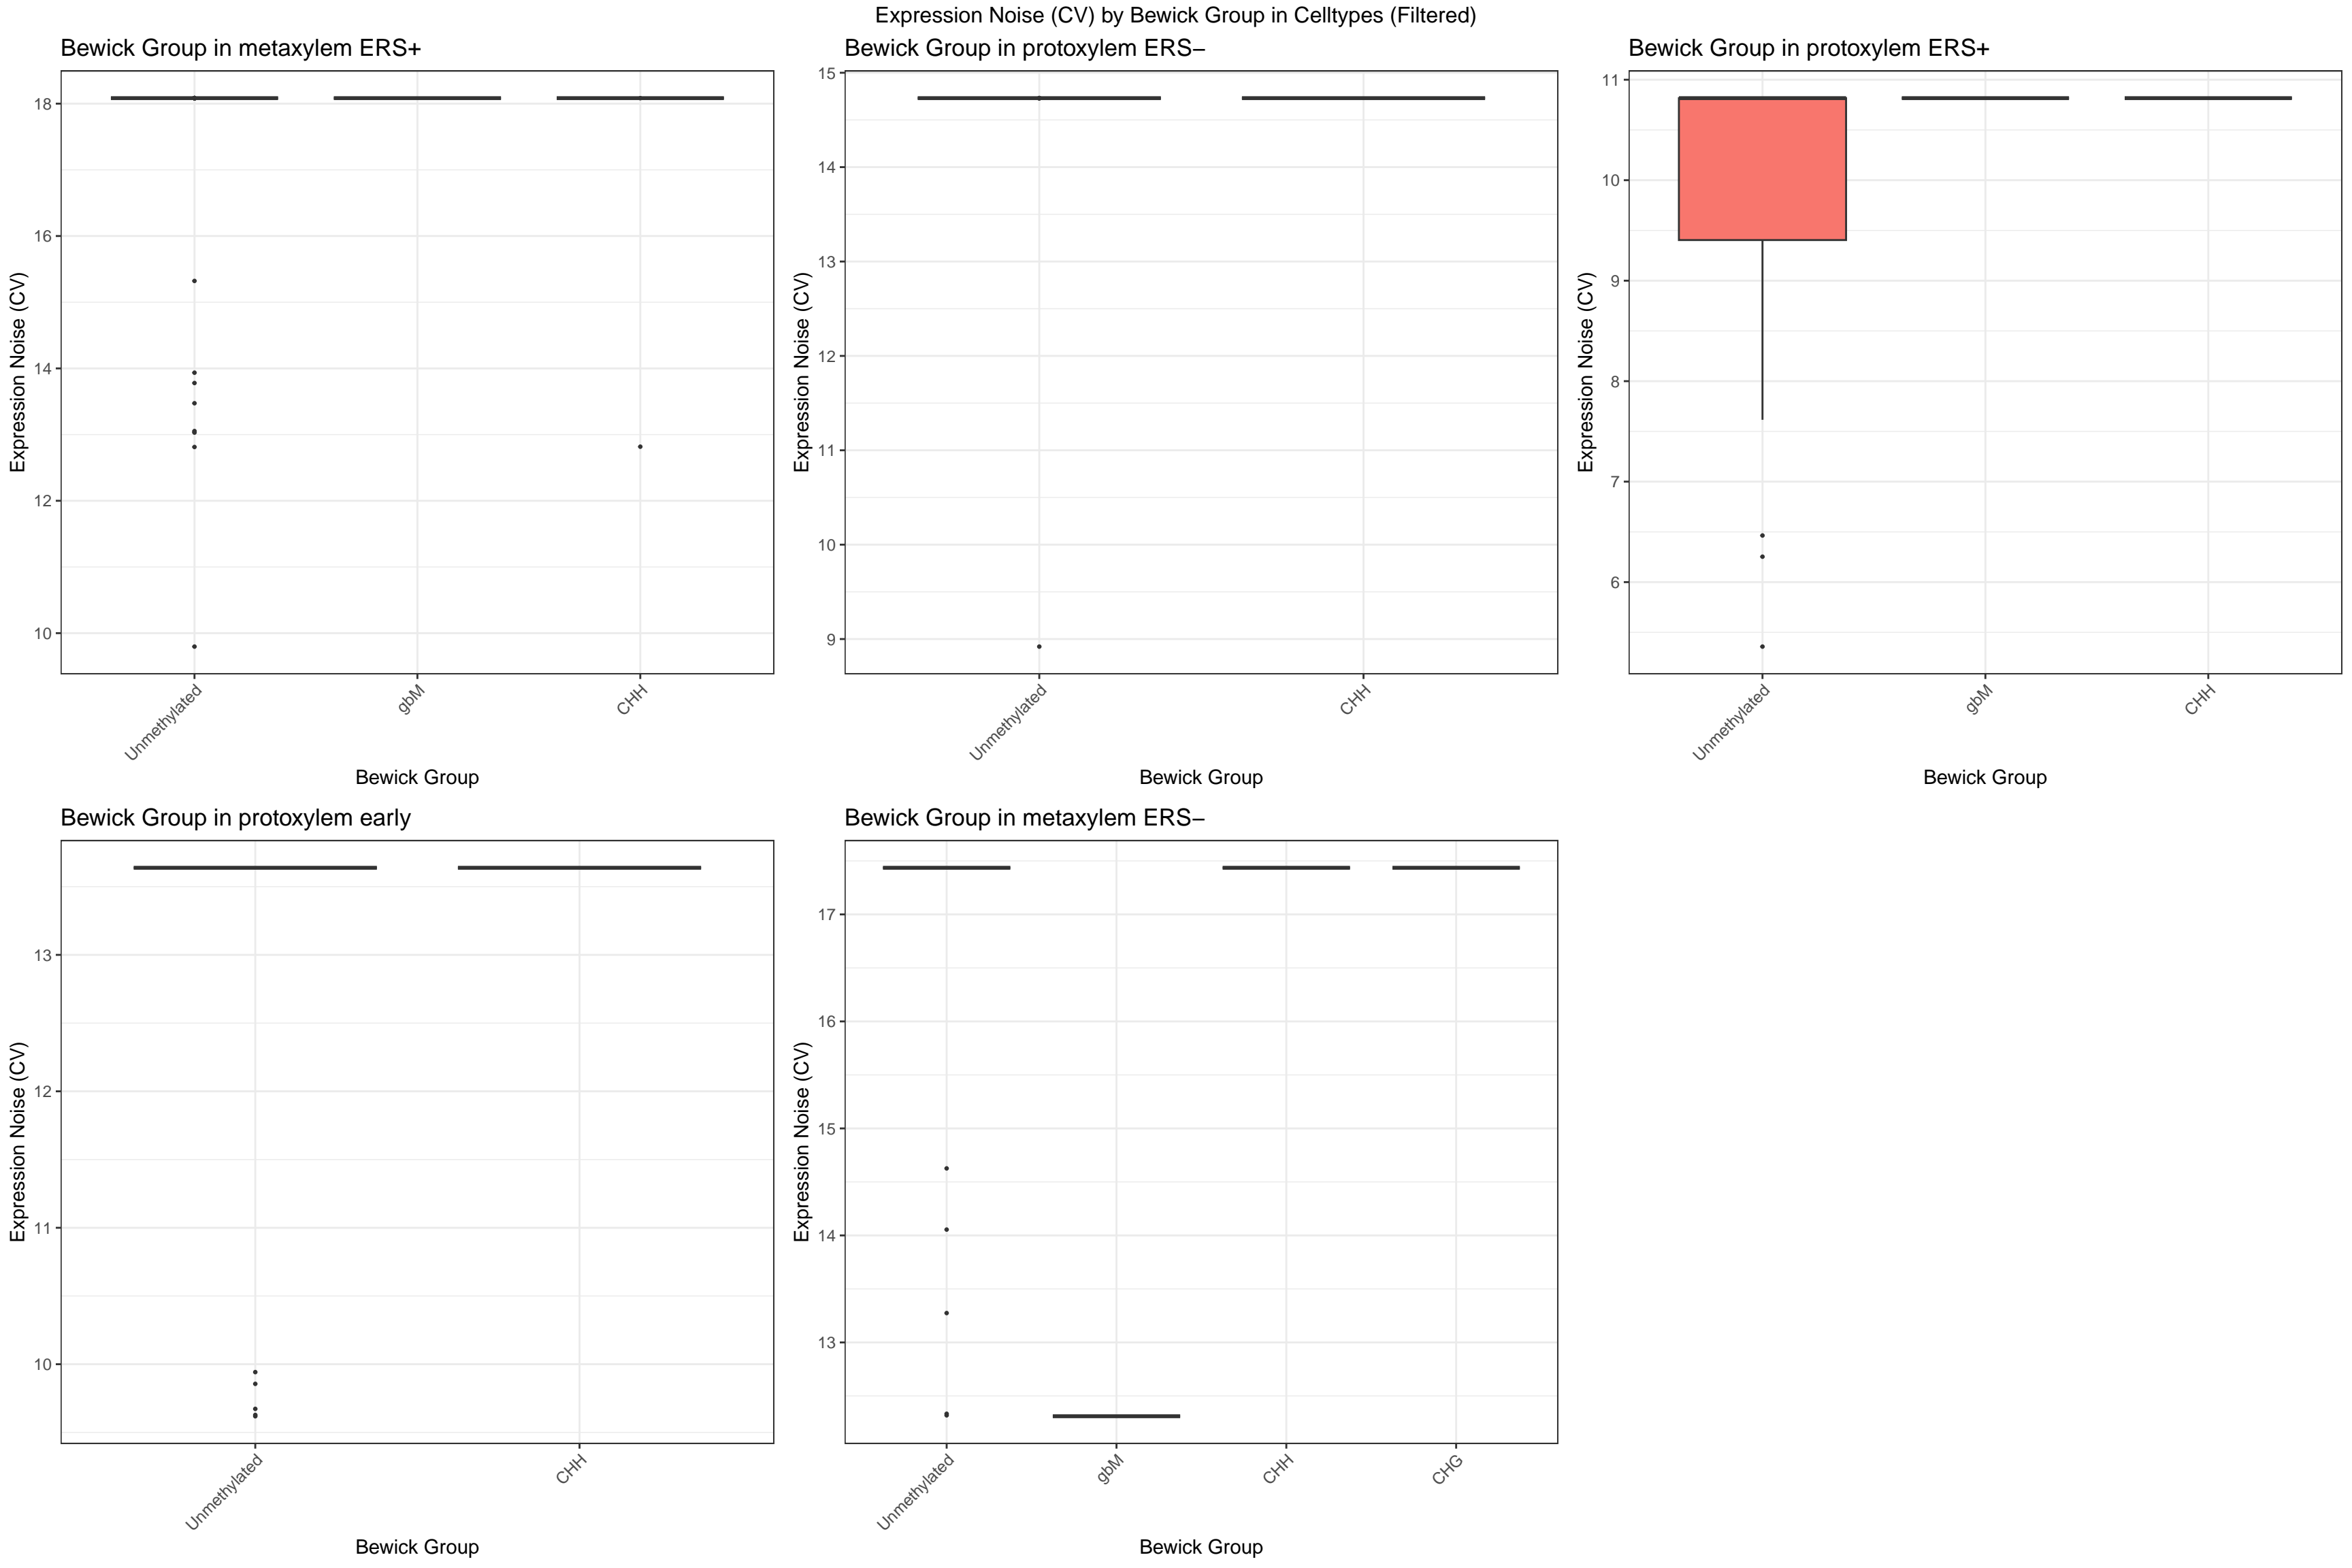 Expression Noise (CV) by Bewick Group in Celltypes (Filtered)
Bewick Group in metaxylem ERS+
Expression Noise (CV)
18
16
14
12
10
Unmethylated
gbM
CHH
Bewick Group
Bewick Group in protoxylem ERS−
Expression Noise (CV)
15
14
13
12
11
10
9
Unmethylated
CHH
Bewick Group
Bewick Group in protoxylem ERS+
Expression Noise (CV)
11
10
9
8
7
6
Unmethylated
gbM
CHH
Bewick Group
Bewick Group in protoxylem early
Expression Noise (CV)
13
12
11
10
Unmethylated
CHH
Bewick Group
Bewick Group in metaxylem ERS−
Expression Noise (CV)
17
16
15
14
13
Unmethylated
gbM
CHH
CHG
Bewick Group